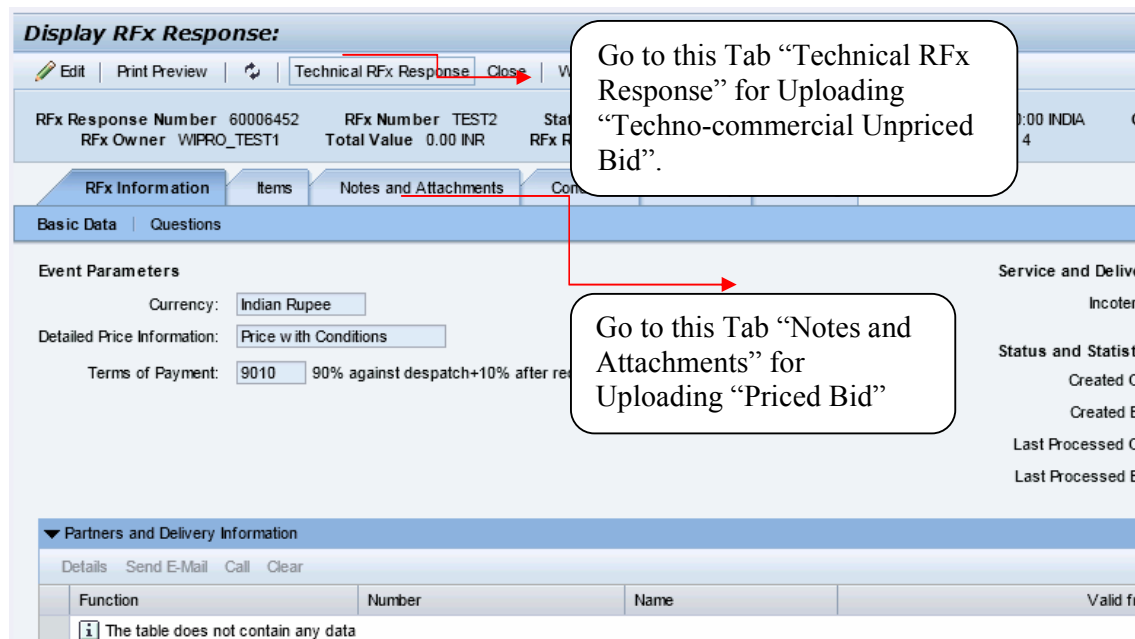 Display RFx Response:
Edit Print Preview Technical RFx Response Close
RFx Response Number 60006452 RFx Number TEST2 :00 INDIA
RFx Owner WIPRO_TEST1 Total Value 0.00 INR 4
Go to this Tab “Technical RFx
Response” for Uploading
“Techno-commercial Unpriced
Bid”.
RFx Information Items Notes and Attachments
Basic Data Questions
Event Parameters
Currency: Indian Rupee
Detailed Price Information: Price with Conditions
Terms of Payment: 9010 90% against despatch+10% after
Go to this Tab “Notes and
Attachments” for
Uploading “Priced Bid”
Service and
Status and
Created
Created
Last Processed
Last Processed
Partners and Delivery Information
Details Send E-Mail Call Clear
Function Number Name Valid
The table does not contain any data